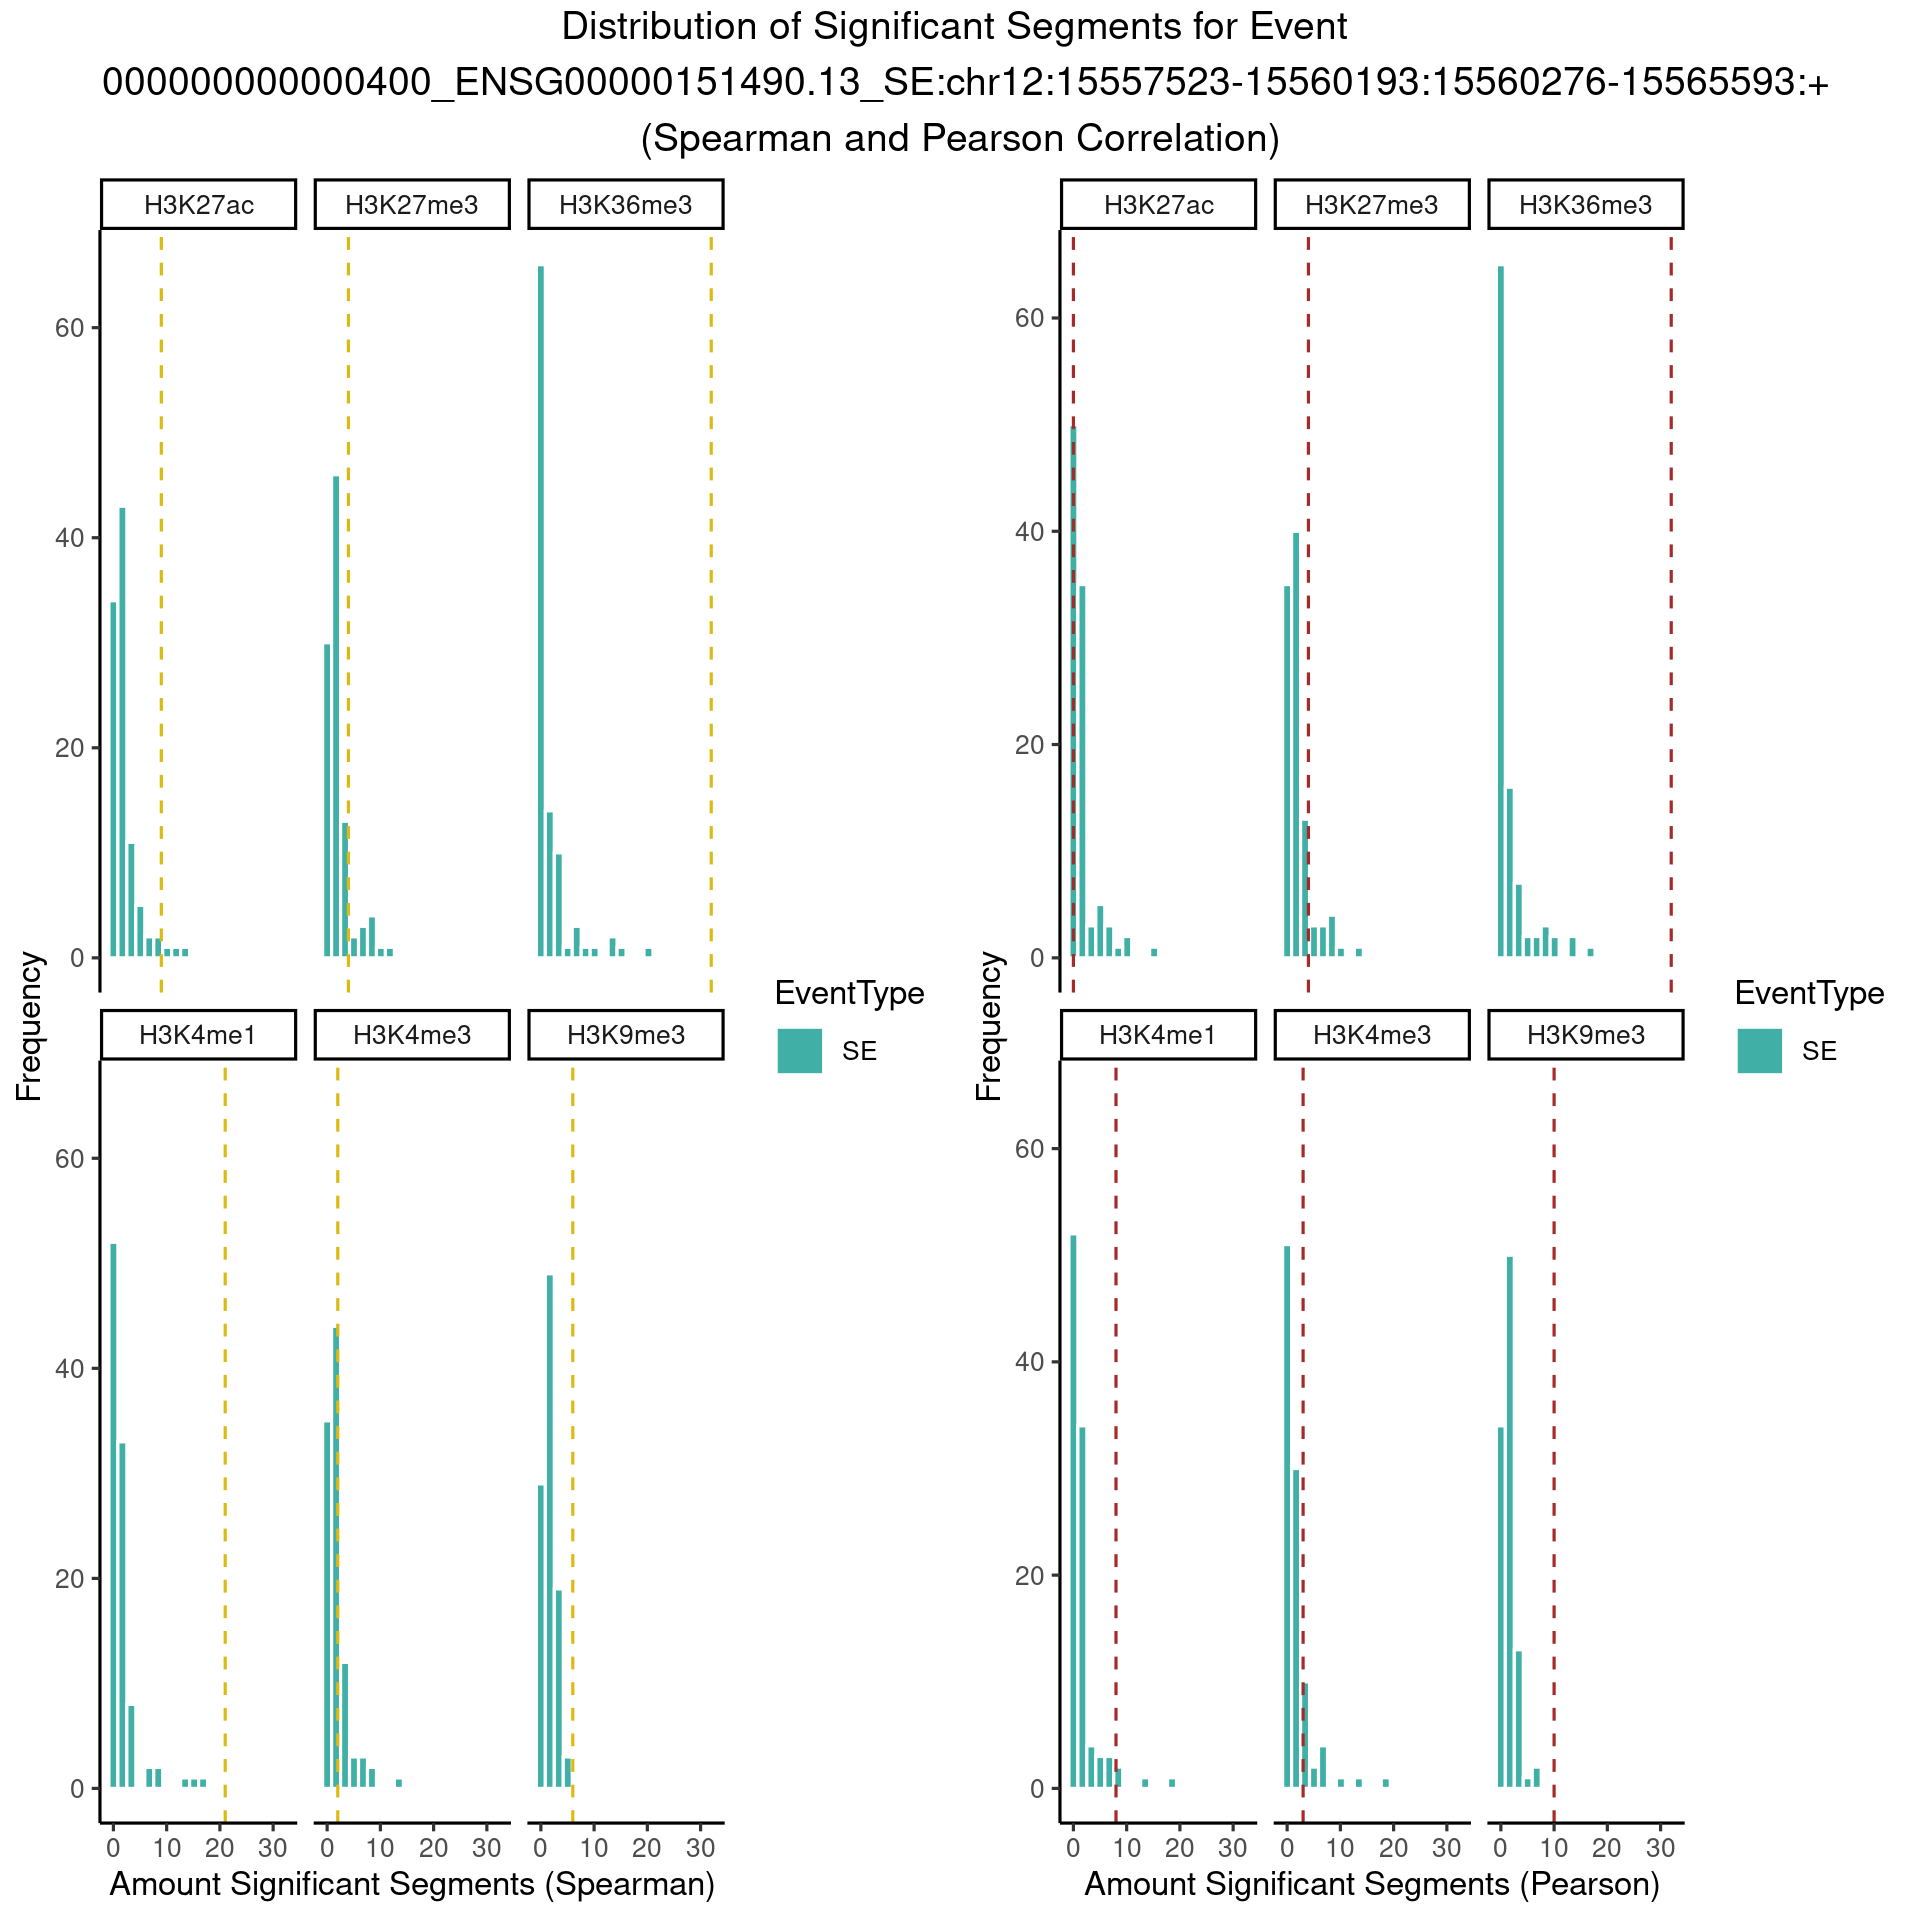 Distribution of Significant Segments for Event
000000000000400_ENSG00000151490.13_SE:chr12:15557523-15560193:15560276-15565593:+
(Spearman and Pearson Correlation)
H3K27ac H3K27me3 H3K36me3
60
40
20
0
H3K4me1 H3K4me3 H3K9me3
60
40
20
0
0 10 20 30 0 10 20 30 0 10 20 30
Amount Significant Segments (Spearman)
Frequency
EventType
SE
H3K27ac H3K27me3 H3K36me3
60
40
20
0
H3K4me1 H3K4me3 H3K9me3
60
40
20
0
0 10 20 30 0 10 20 30 0 10 20 30
Amount Significant Segments (Pearson)
Frequency
EventType
SE